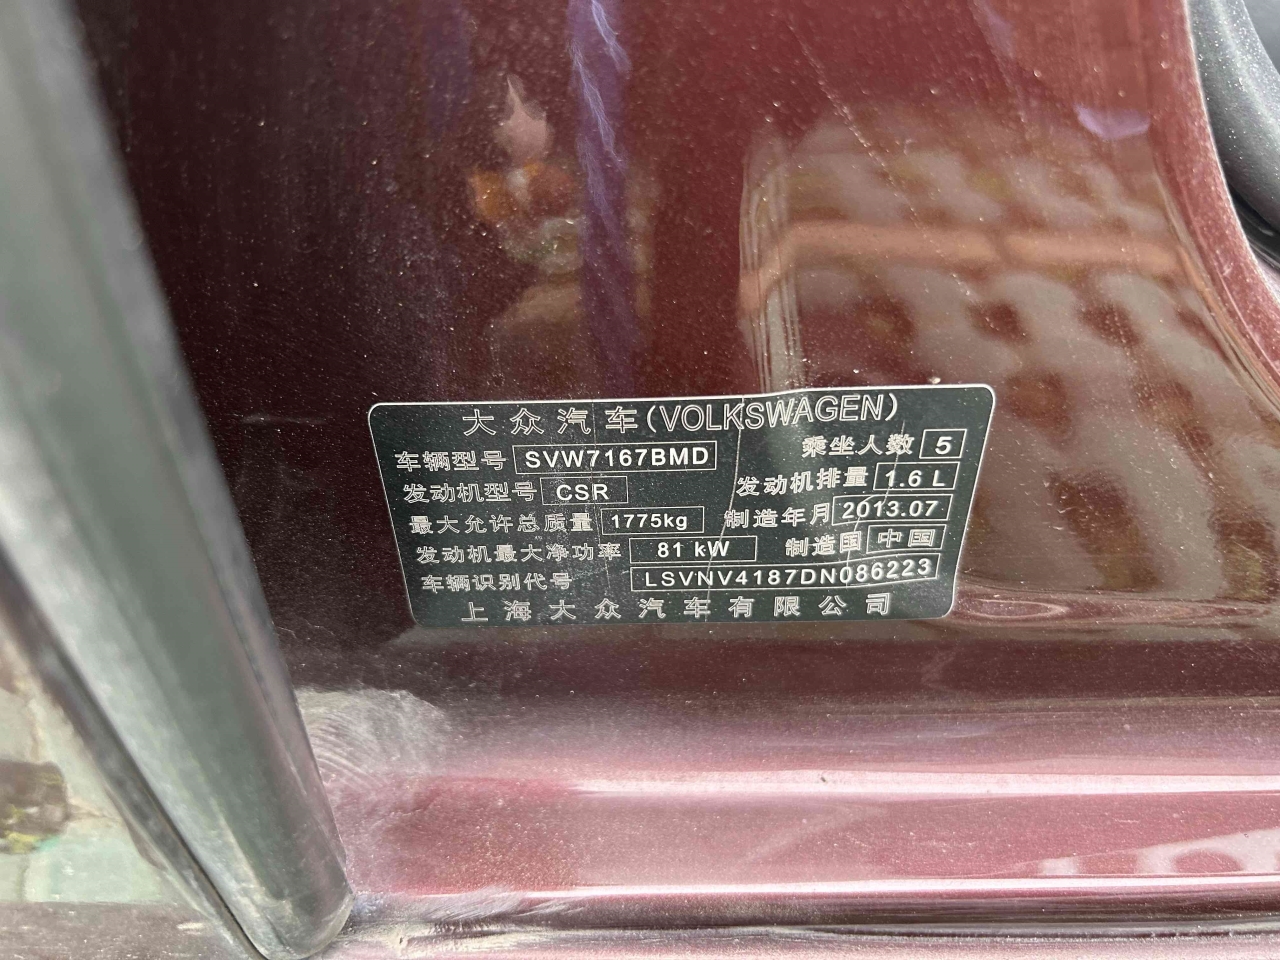 大众汽车(VOLKSWAGEN)
车辆型号 SVW7167BMD 乘坐人数 5
发动机型号 CSR 发动机排量 1.6 L
最大允许总质量 1775kg 制造年月 2013.07
发动机最大净功率 81 kW 制造国 中国
车辆识别代号 LSVNV4187DN086223
上海大众汽车有限公司